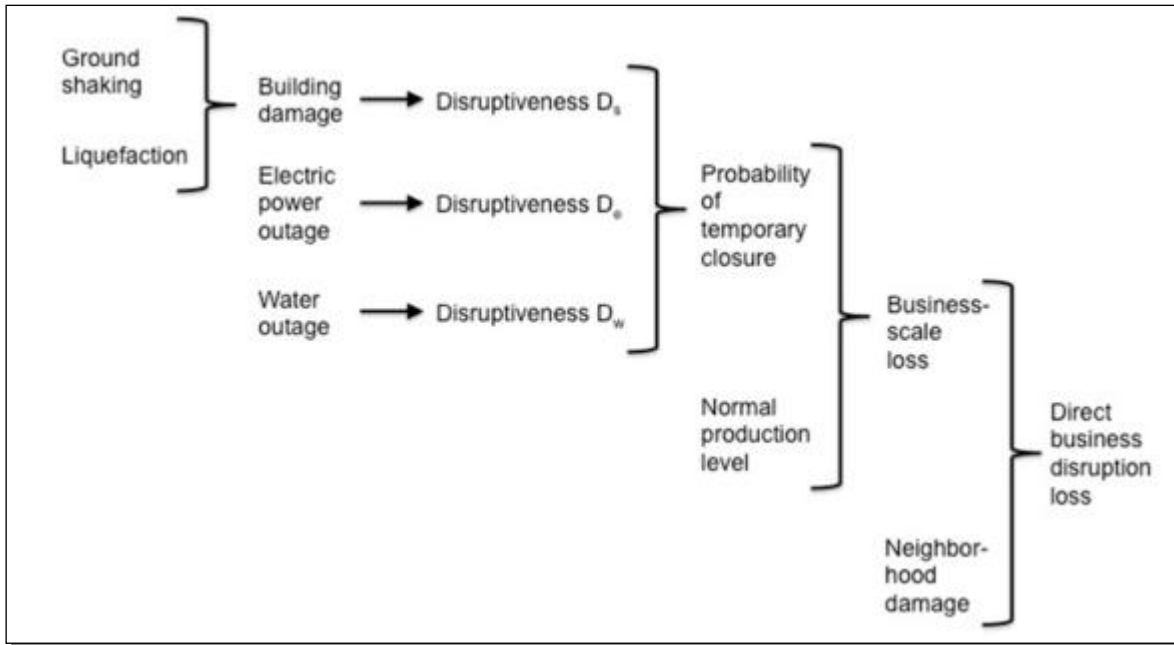 Ground
shaking
Liquefaction
Building
damage
Disruptiveness Dₛ
Electric
power
outage
Disruptiveness Dₑ
Water
outage
Disruptiveness D_w
Probability
of
temporary
closure
Normal
production
level
Business-
scale
loss
Neighbor-
hood
damage
Direct
business
disruption
loss